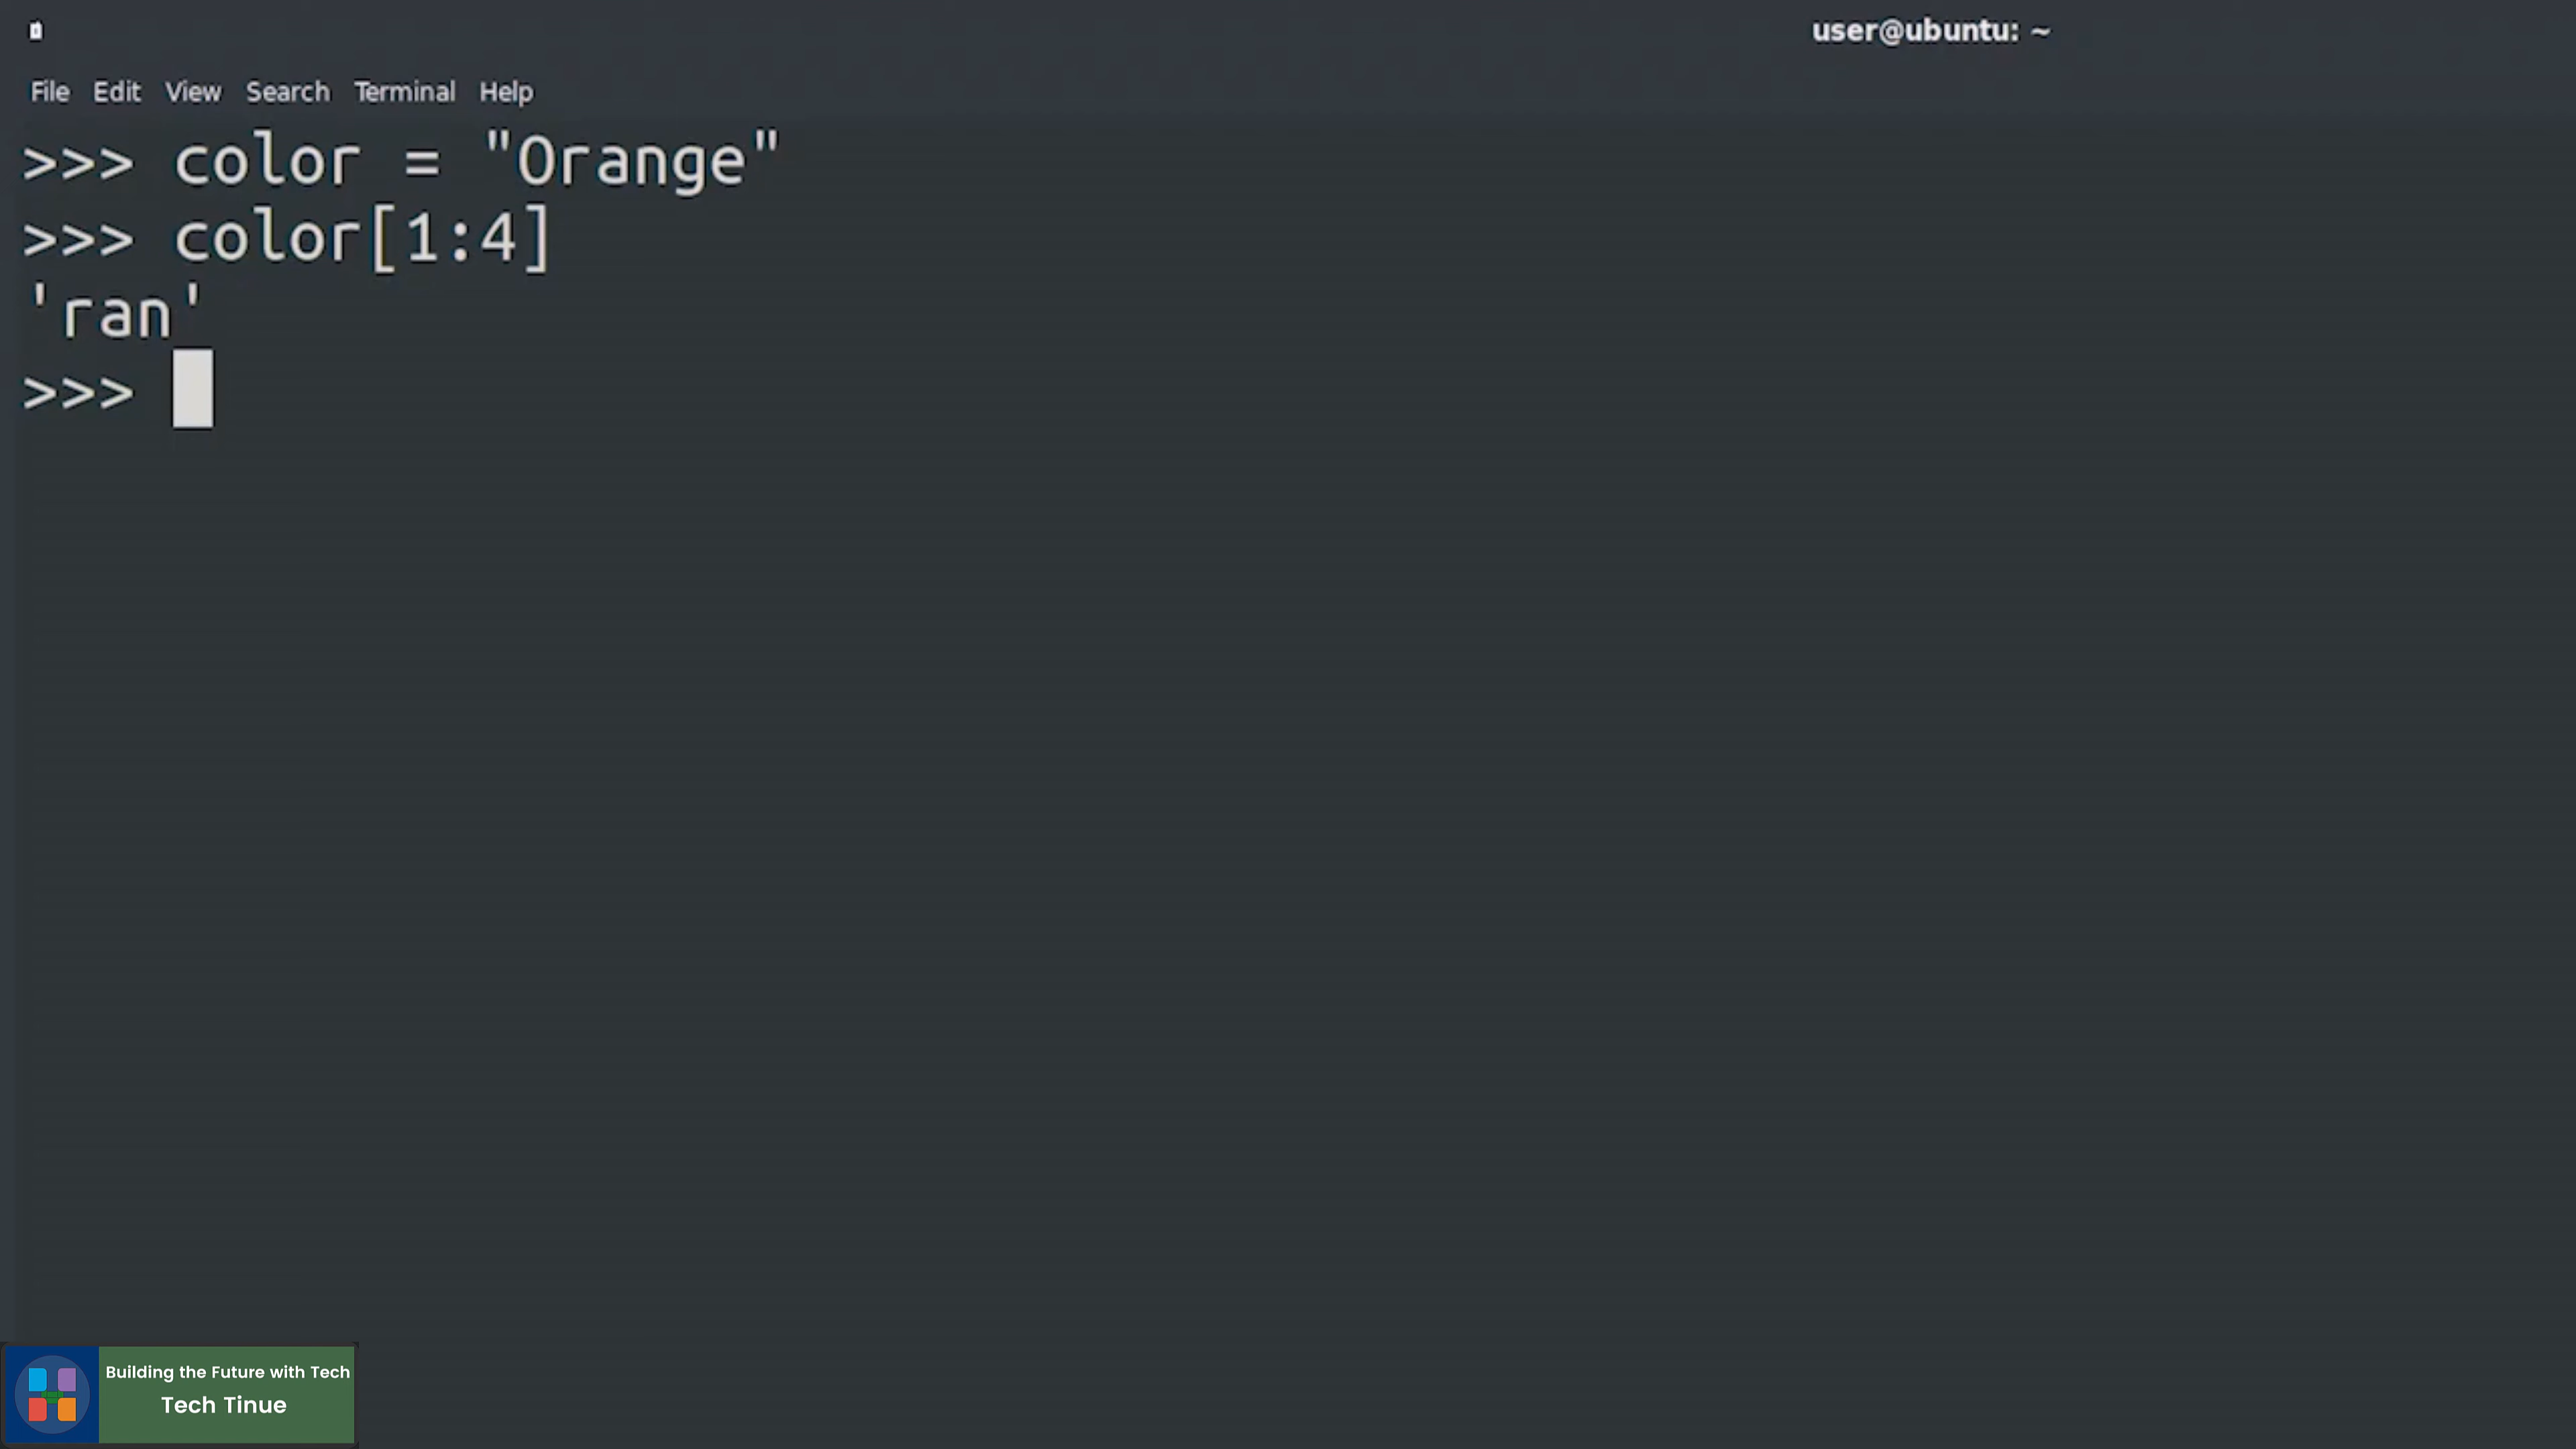 user@ubuntu: ~
File Edit View Search Terminal Help
>>> color = "Orange"
>>> color[1:4]
'ran'
>>>
Building the Future with Tech
Tech Tinue